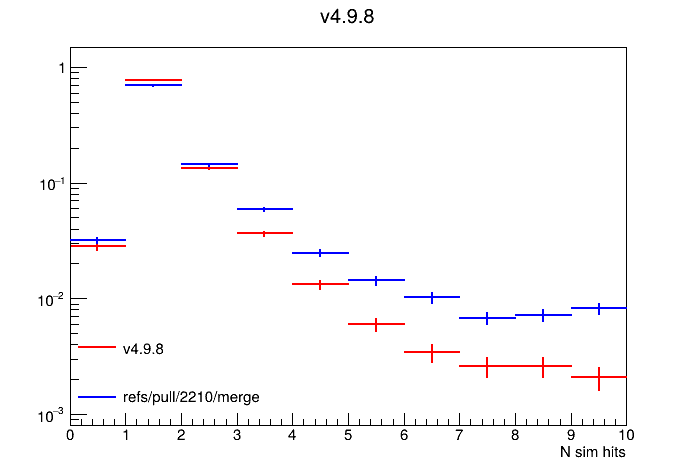 v4.9.8
1
10⁻¹
10⁻²
10⁻³
v4.9.8
refs/pull/2210/merge
0 1 2 3 4 5 6 7 8 9 10
N sim hits